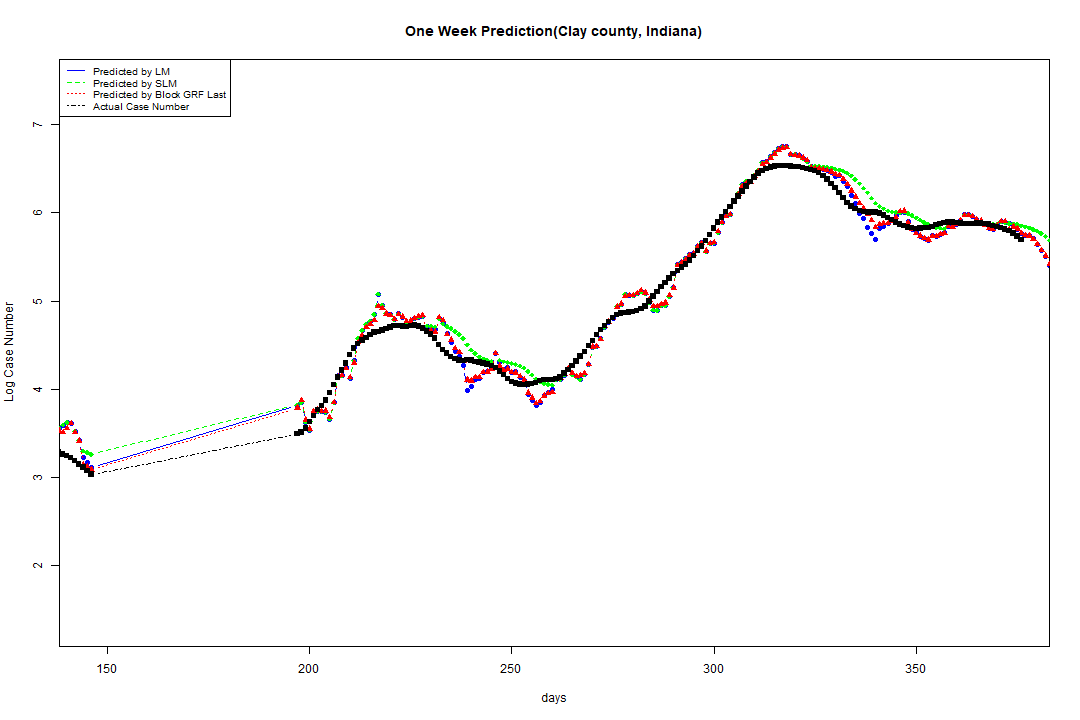 One Week Prediction(Clay county, Indiana)
Predicted by LM
Predicted by SLM
Predicted by Block GRF Last
Actual Case Number
7
6
5
4
3
2
Log Case Number
150 200 250 300 350
days